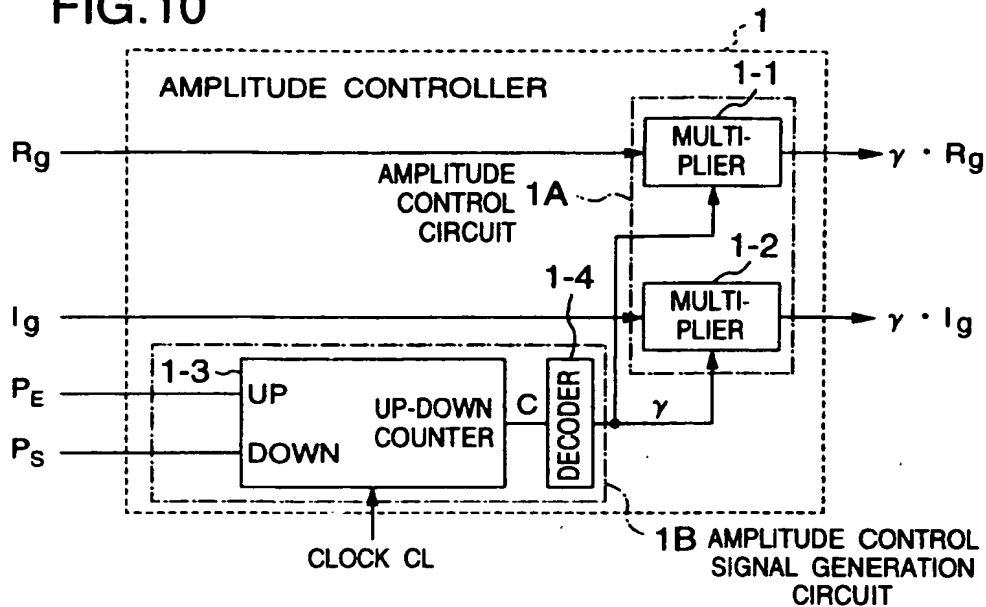 FIG.10
1
AMPLITUDE CONTROLLER
1-1
Rg
MULTI-
PLIER
γ · Rg
AMPLITUDE
CONTROL
CIRCUIT
1A
1-2
1-4
Ig
MULTI-
PLIER
γ · Ig
1-3
PE
UP
UP-DOWN
COUNTER
C
DECODER
γ
PS
DOWN
CLOCK CL
1B AMPLITUDE CONTROL
SIGNAL GENERATION
CIRCUIT